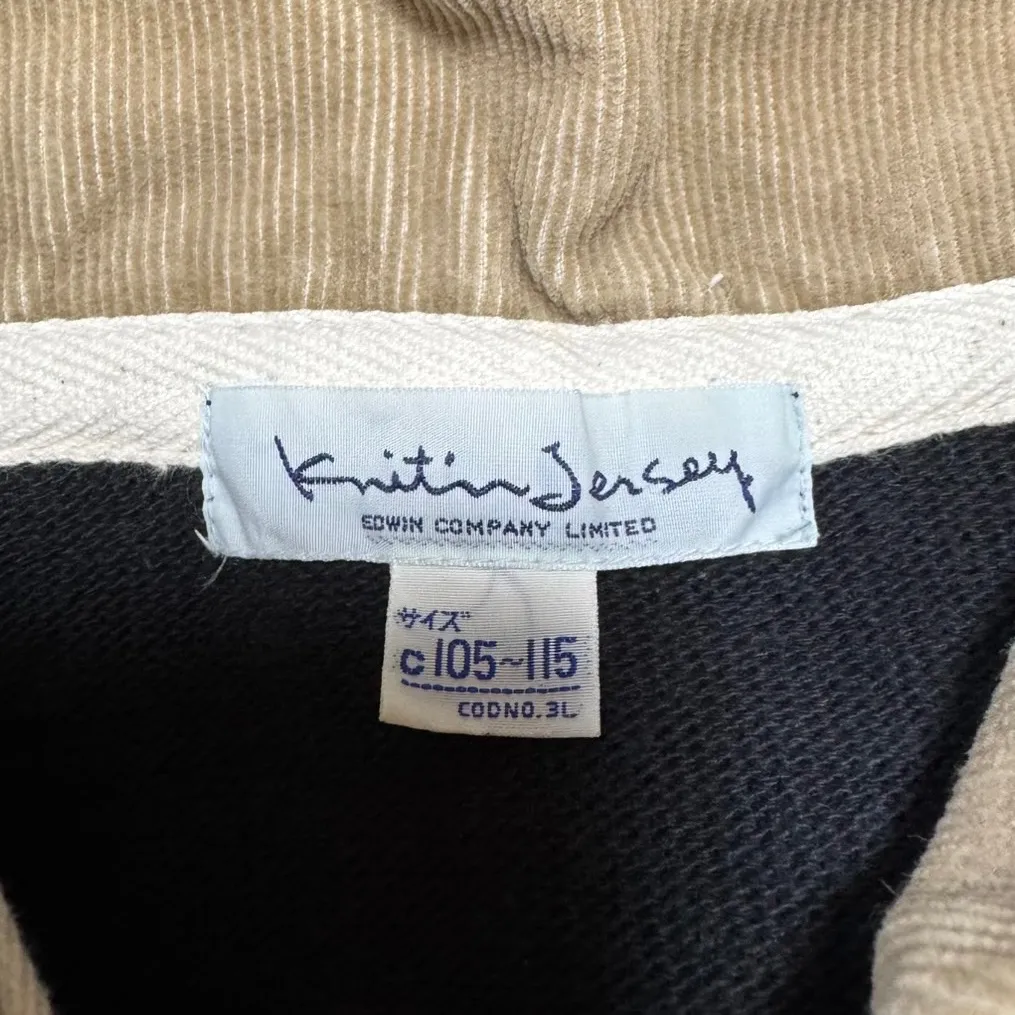 Knit in Jersey
EDWIN COMPANY LIMITED
サイズ
C105~115
CODNO.3L